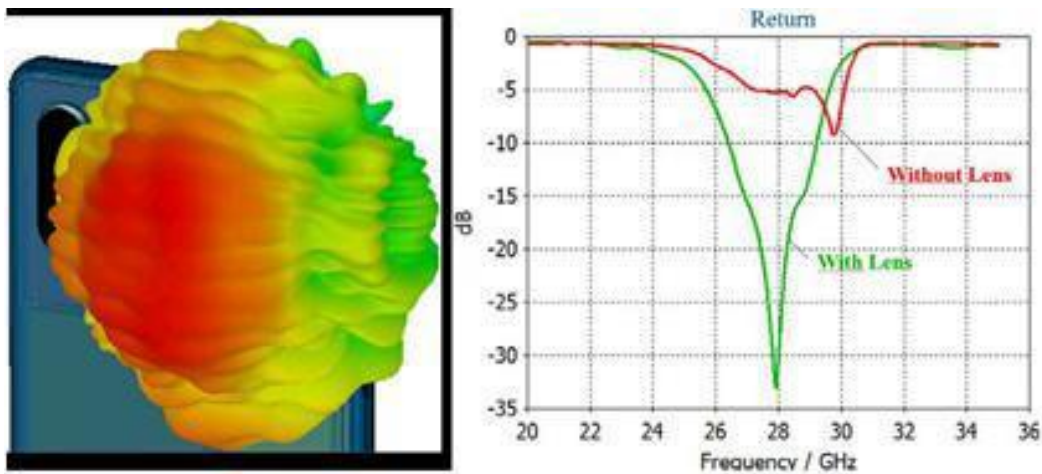 Return
0
-5
-10
-15
-20
-25
-30
-35
dB
Without Lens
With Lens
20 22 24 26 28 30 32 34 36
Frequency / GHz